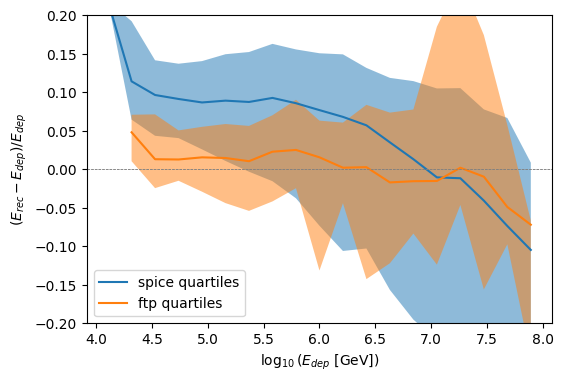 0.20
0.15
0.10
0.05
0.00
−0.05
−0.10
−0.15
−0.20
(E_rec − E_dep)/E_dep
spice quartiles
ftp quartiles
4.0 4.5 5.0 5.5 6.0 6.5 7.0 7.5 8.0
log₁₀(E_dep [GeV])